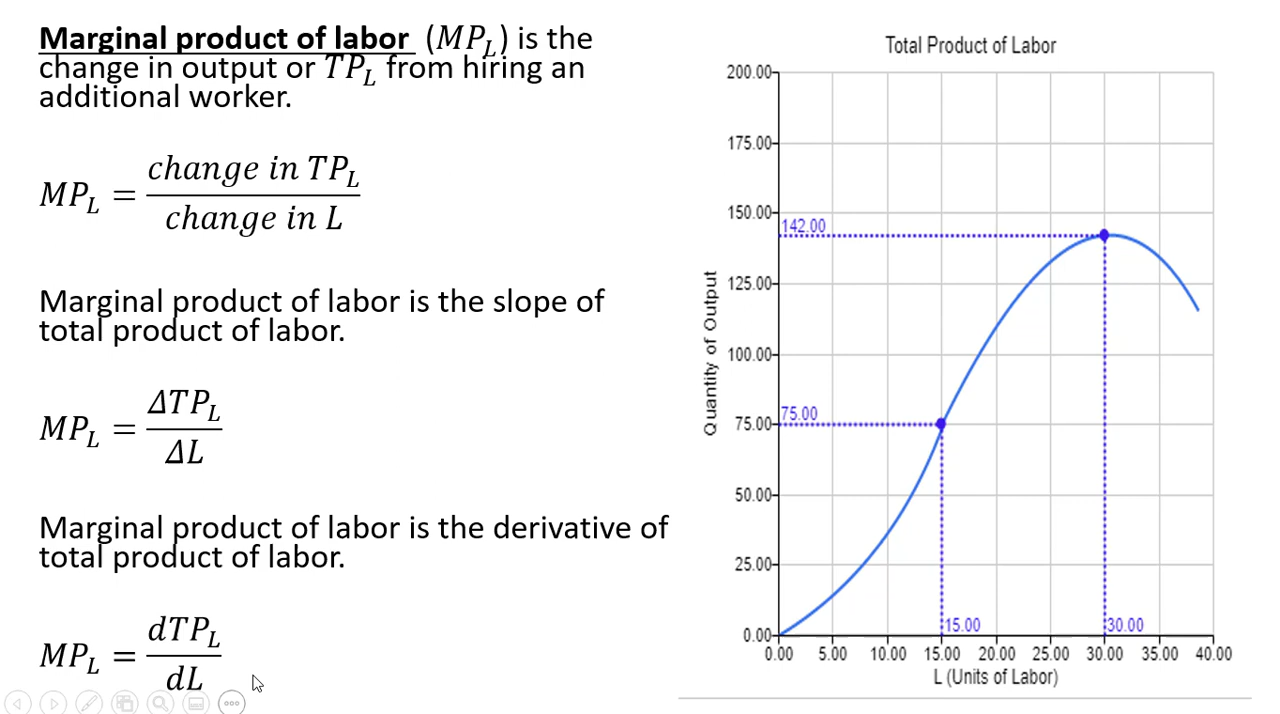 Marginal product of labor (MP_L) is the
change in output or TP_L from hiring an
additional worker.
MP_L = change in TP_L / change in L
Marginal product of labor is the slope of
total product of labor.
MP_L = ΔTP_L / ΔL
Marginal product of labor is the derivative of
total product of labor.
MP_L = dTP_L / dL
Total Product of Labor
200.00
175.00
150.00
142.00
125.00
100.00
75.00
75.00
50.00
25.00
0.00
15.00
30.00
0.00 5.00 10.00 15.00 20.00 25.00 30.00 35.00 40.00
Quantity of Output
L (Units of Labor)